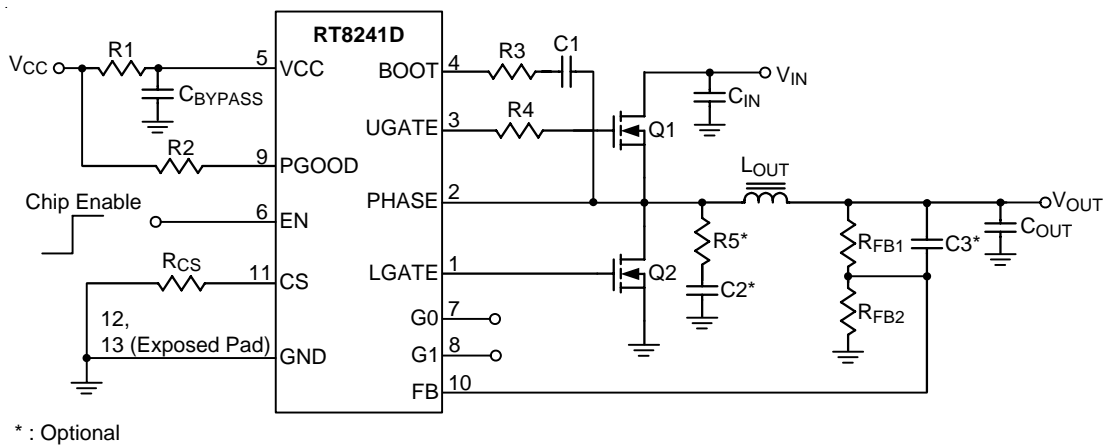 RT8241D
VCC
R1
5
VCC
CBYPASS
R2
9
PGOOD
Chip Enable
6
EN
RCS
11
CS
12,
13 (Exposed Pad)
GND
BOOT
4
R3
C1
UGATE
3
R4
Q1
CIN
VIN
PHASE
2
LOUT
VOUT
COUT
R5*
C2*
RFB1
C3*
RFB2
LGATE
1
Q2
G0
7
G1
8
FB
10
* : Optional